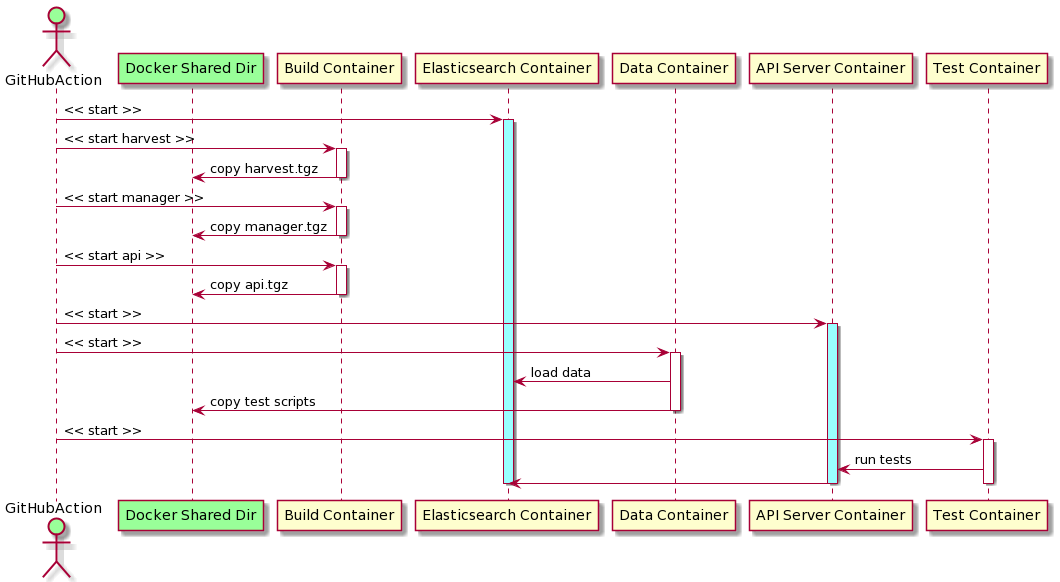 GitHubAction
Docker Shared Dir
Build Container
Elasticsearch Container
Data Container
API Server Container
Test Container
<< start >>
<< start harvest >>
copy harvest.tgz
<< start manager >>
copy manager.tgz
<< start api >>
copy api.tgz
<< start >>
<< start >>
load data
copy test scripts
<< start >>
run tests
GitHubAction
Docker Shared Dir
Build Container
Elasticsearch Container
Data Container
API Server Container
Test Container